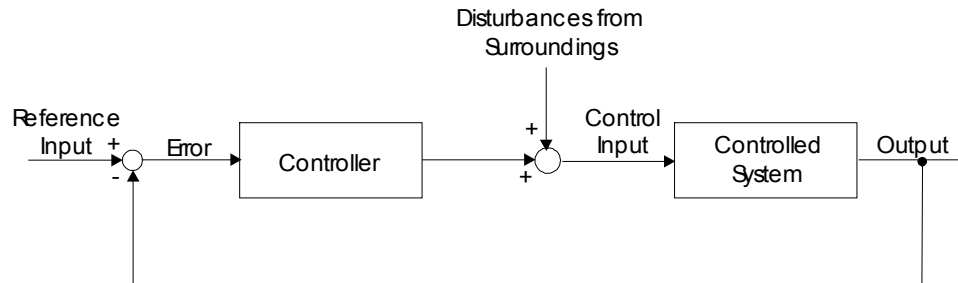 Disturbances from
Surroundings
Reference
Input
+
-
Error
Controller
+
+
Control
Input
Controlled
System
Output